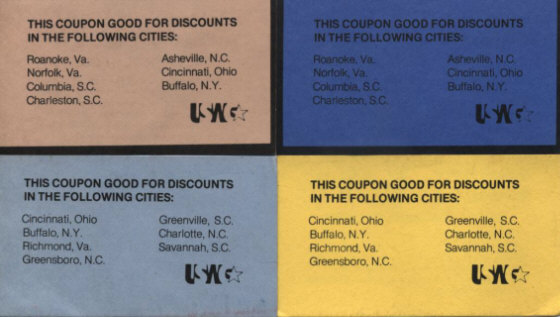 THIS COUPON GOOD FOR DISCOUNTS
IN THE FOLLOWING CITIES:
Roanoke, Va.
Norfolk, Va.
Columbia, S.C.
Charleston, S.C.
Asheville, N.C.
Cincinnati, Ohio
Buffalo, N.Y.
THIS COUPON GOOD FOR DISCOUNTS
IN THE FOLLOWING CITIES:
Roanoke, Va.
Norfolk, Va.
Columbia, S.C.
Charleston, S.C.
Asheville, N.C.
Cincinnati, Ohio
Buffalo, N.Y.
THIS COUPON GOOD FOR DISCOUNTS
IN THE FOLLOWING CITIES:
Cincinnati, Ohio
Buffalo, N.Y.
Richmond, Va.
Greensboro, N.C.
Greenville, S.C.
Charlotte, N.C.
Savannah, S.C.
THIS COUPON GOOD FOR DISCOUNTS
IN THE FOLLOWING CITIES:
Cincinnati, Ohio
Buffalo, N.Y.
Richmond, Va.
Greensboro, N.C.
Greenville, S.C.
Charlotte, N.C.
Savannah, S.C.